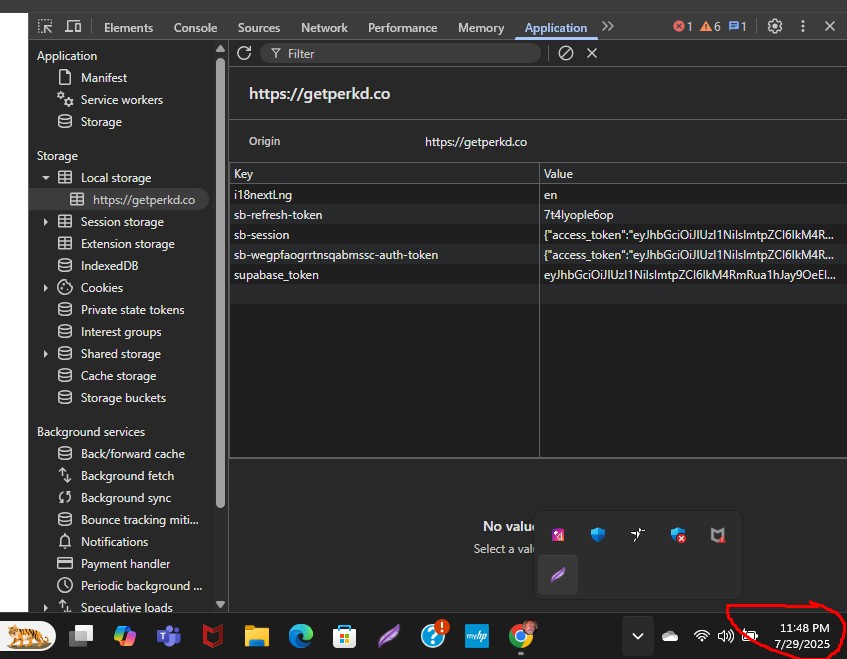 Elements Console Sources Network Performance Memory Application 1 6 1
Application
Manifest
Service workers
Storage
Storage
Local storage
https://getperkd.co
Session storage
Extension storage
IndexedDB
Cookies
Private state tokens
Interest groups
Shared storage
Cache storage
Storage buckets
Background services
Back/forward cache
Background fetch
Background sync
Bounce tracking miti...
Notifications
Payment handler
Periodic background ...
Speculative loads
Filter
https://getperkd.co
Origin https://getperkd.co
Key Value
i18nextLng en
sb-refresh-token 7t4lyople6op
sb-session {"access_token":"eyJhbGciOiJIUzI1NiIsImtpZCI6IkM4R...
sb-wegpfaogrrtnsqabmssc-auth-token {"access_token":"eyJhbGciOiJIUzI1NiIsImtpZCI6IkM4R...
supabase_token eyJhbGciOiJIUzI1NiIsImtpZCI6IkM4RmRua1hJay9OeEl...
No value
Select a val
myhp
11:48 PM
7/29/2025